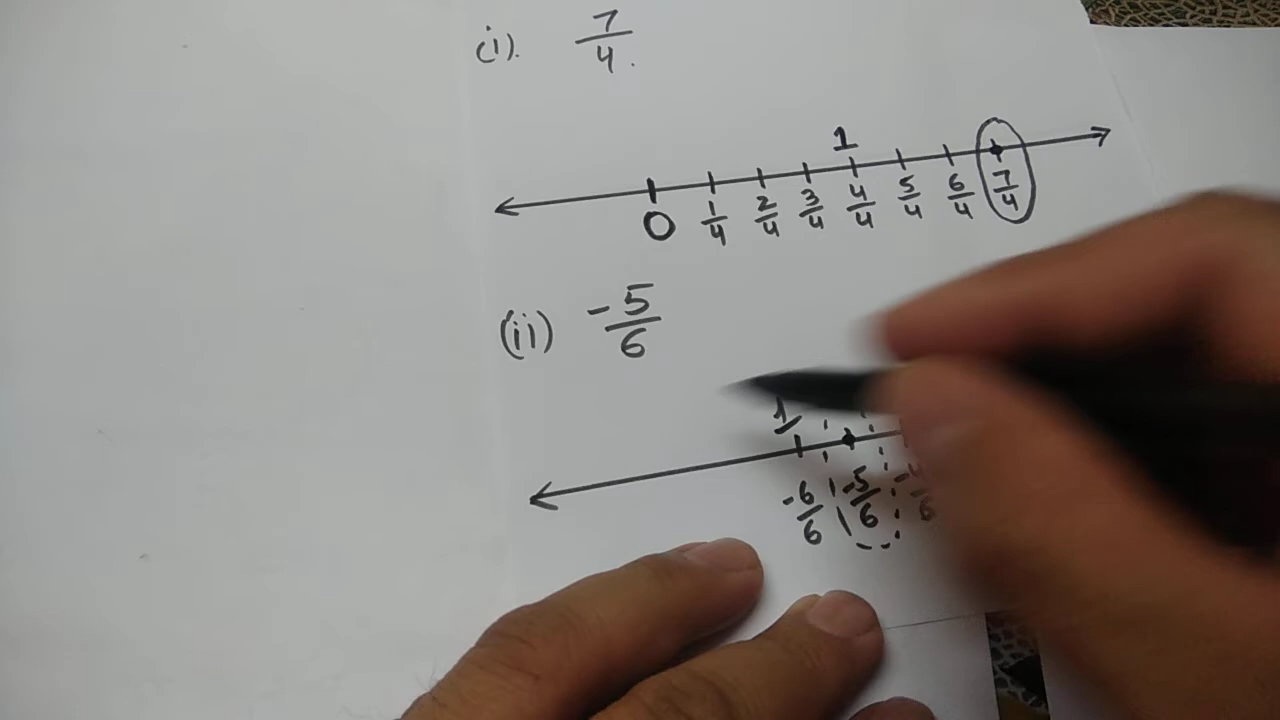 (i). 7/4.
1
0 1/4 2/4 3/4 4/4 5/4 6/4 7/4
(ii) -5/6
1
-6/6 -5/6